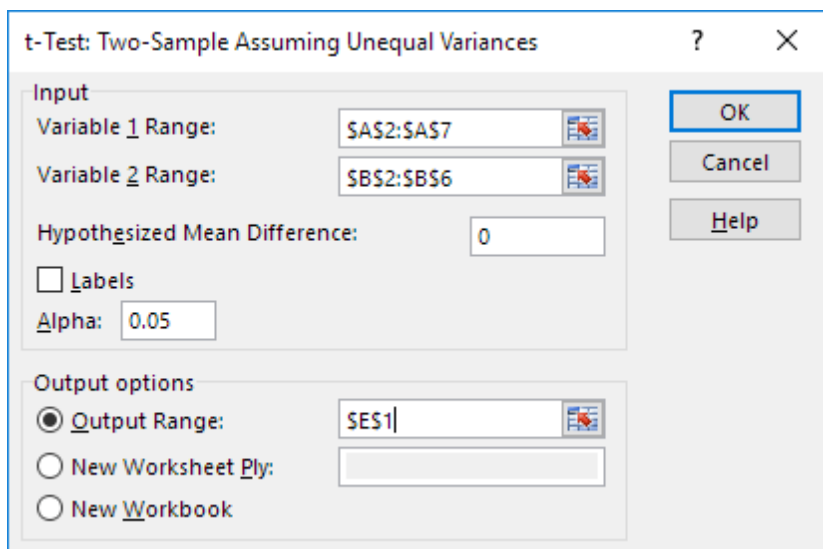 t-Test: Two-Sample Assuming Unequal Variances ? ×
Input
Variable 1 Range: $A$2:$A$7
OK
Variable 2 Range: $B$2:$B$6
Cancel
Hypothesized Mean Difference: 0
Help
Labels
Alpha: 0.05
Output options
Output Range: $E$1
New Worksheet Ply:
New Workbook